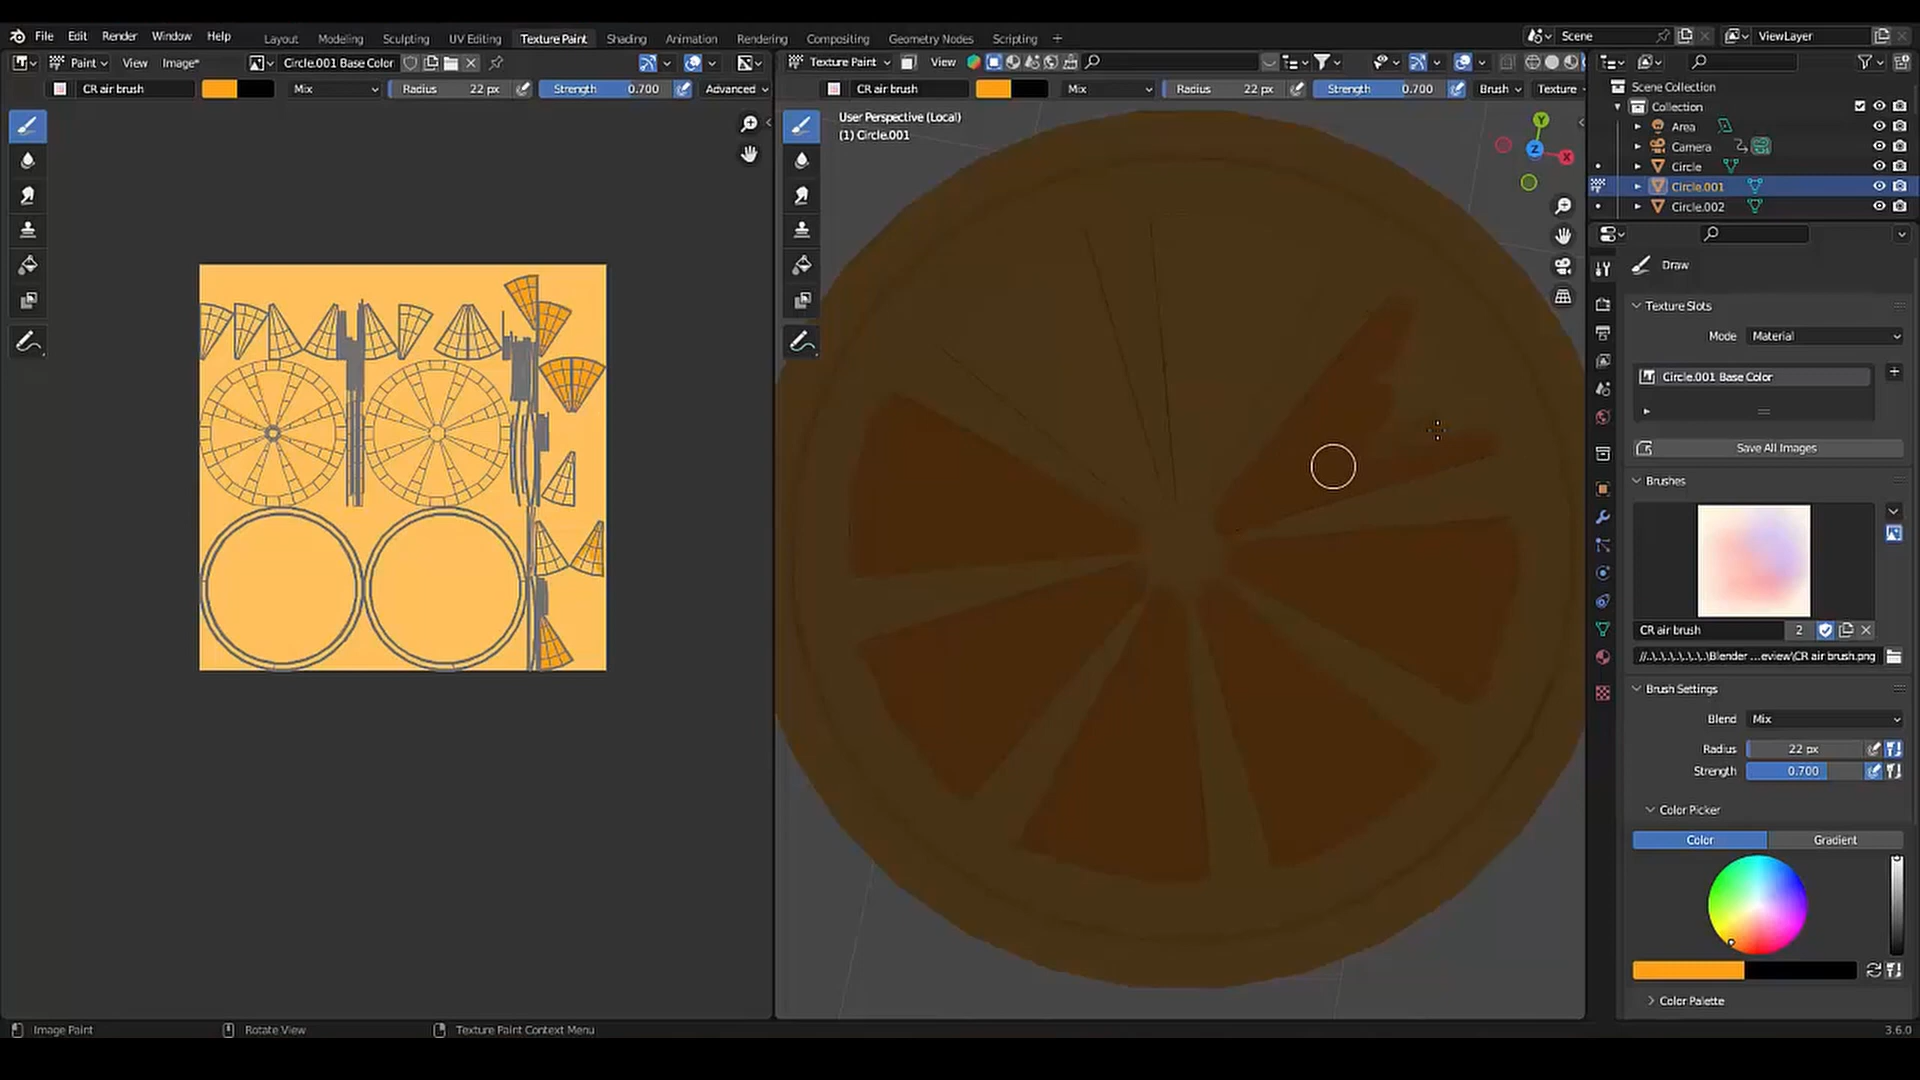 File Edit Render Window Help Layout Modeling Sculpting UV Editing Texture Paint Shading Animation Rendering Compositing Geometry Nodes Scripting + Scene ViewLayer
Paint View Image* Circle.001 Base Color Texture Paint View
CR air brush Mix Radius 22 px Strength 0.700 Advanced CR air brush Mix Radius 22 px Strength 0.700 Brush Texture
Scene Collection
Collection
Area
Camera
Circle
Circle.001
Circle.002
User Perspective (Local)
(1) Circle.001
Y
Z
X
Draw
Texture Slots
Mode Material
Circle.001 Base Color
Save All Images
Brushes
CR air brush 2
//..\..\..\..\..\..\..\Blender ...eview\CR air brush.png
Brush Settings
Blend Mix
Radius 22 px
Strength 0.700
Color Picker
Color Gradient
Color Palette
Image Paint Rotate View Texture Paint Context Menu 3.6.0